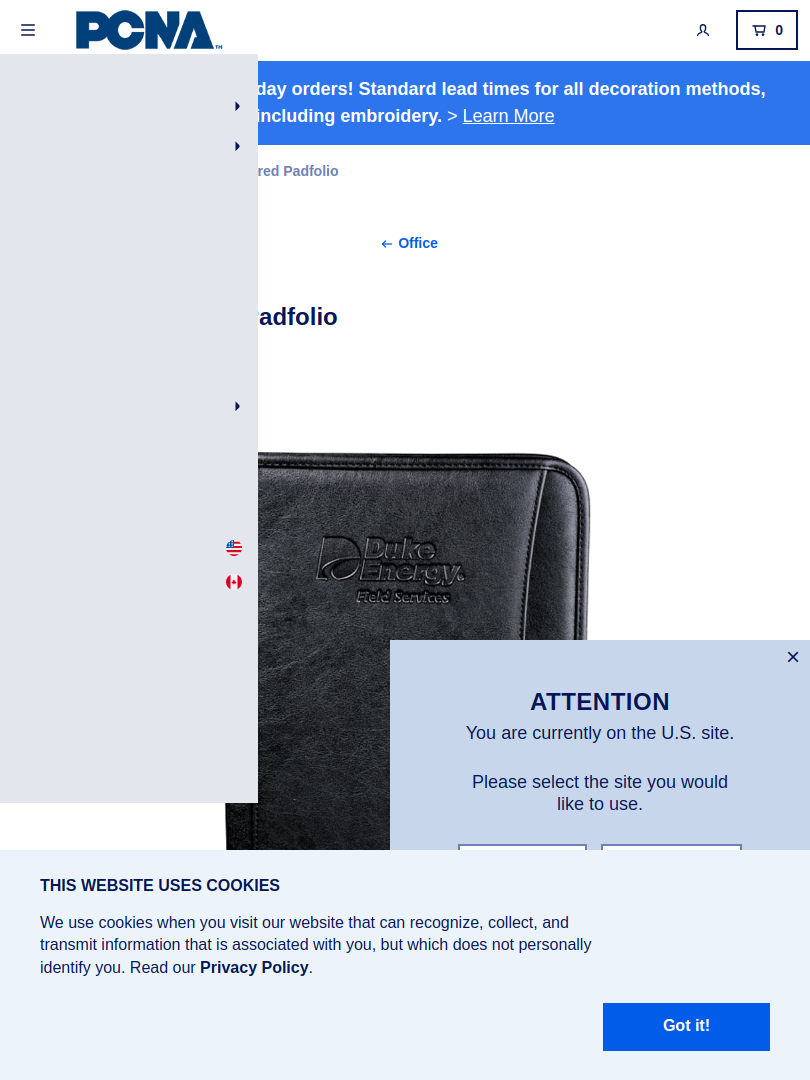 PCNA™
0
day orders! Standard lead times for all decoration methods,
including embroidery. > Learn More
red Padfolio
← Office
adfolio
Duke
Energy®
Field Services
×
ATTENTION
You are currently on the U.S. site.
Please select the site you would
like to use.
THIS WEBSITE USES COOKIES
We use cookies when you visit our website that can recognize, collect, and
transmit information that is associated with you, but which does not personally
identify you. Read our Privacy Policy.
Got it!